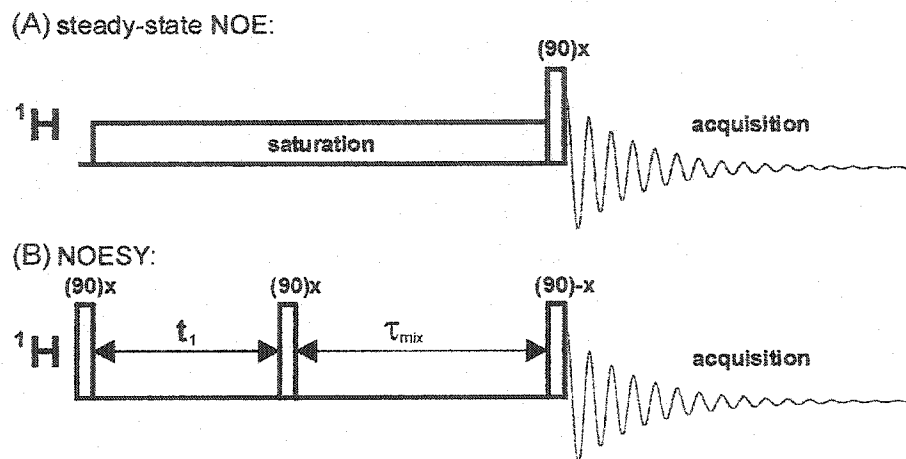 (A) steady-state NOE:
(90)x
¹H
saturation
acquisition
(B) NOESY:
(90)x (90)x (90)-x
¹H
t₁
τmix
acquisition